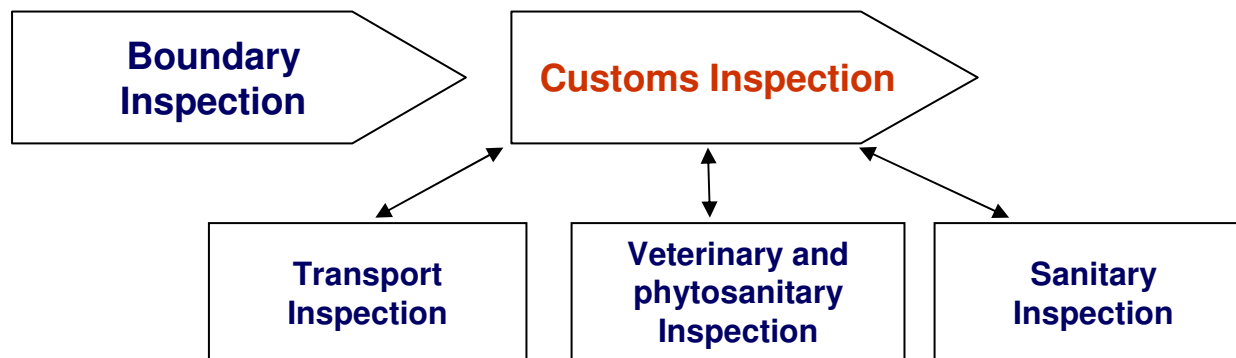 Boundary
Inspection
Customs Inspection
Transport
Inspection
Veterinary and
phytosanitary
Inspection
Sanitary
Inspection